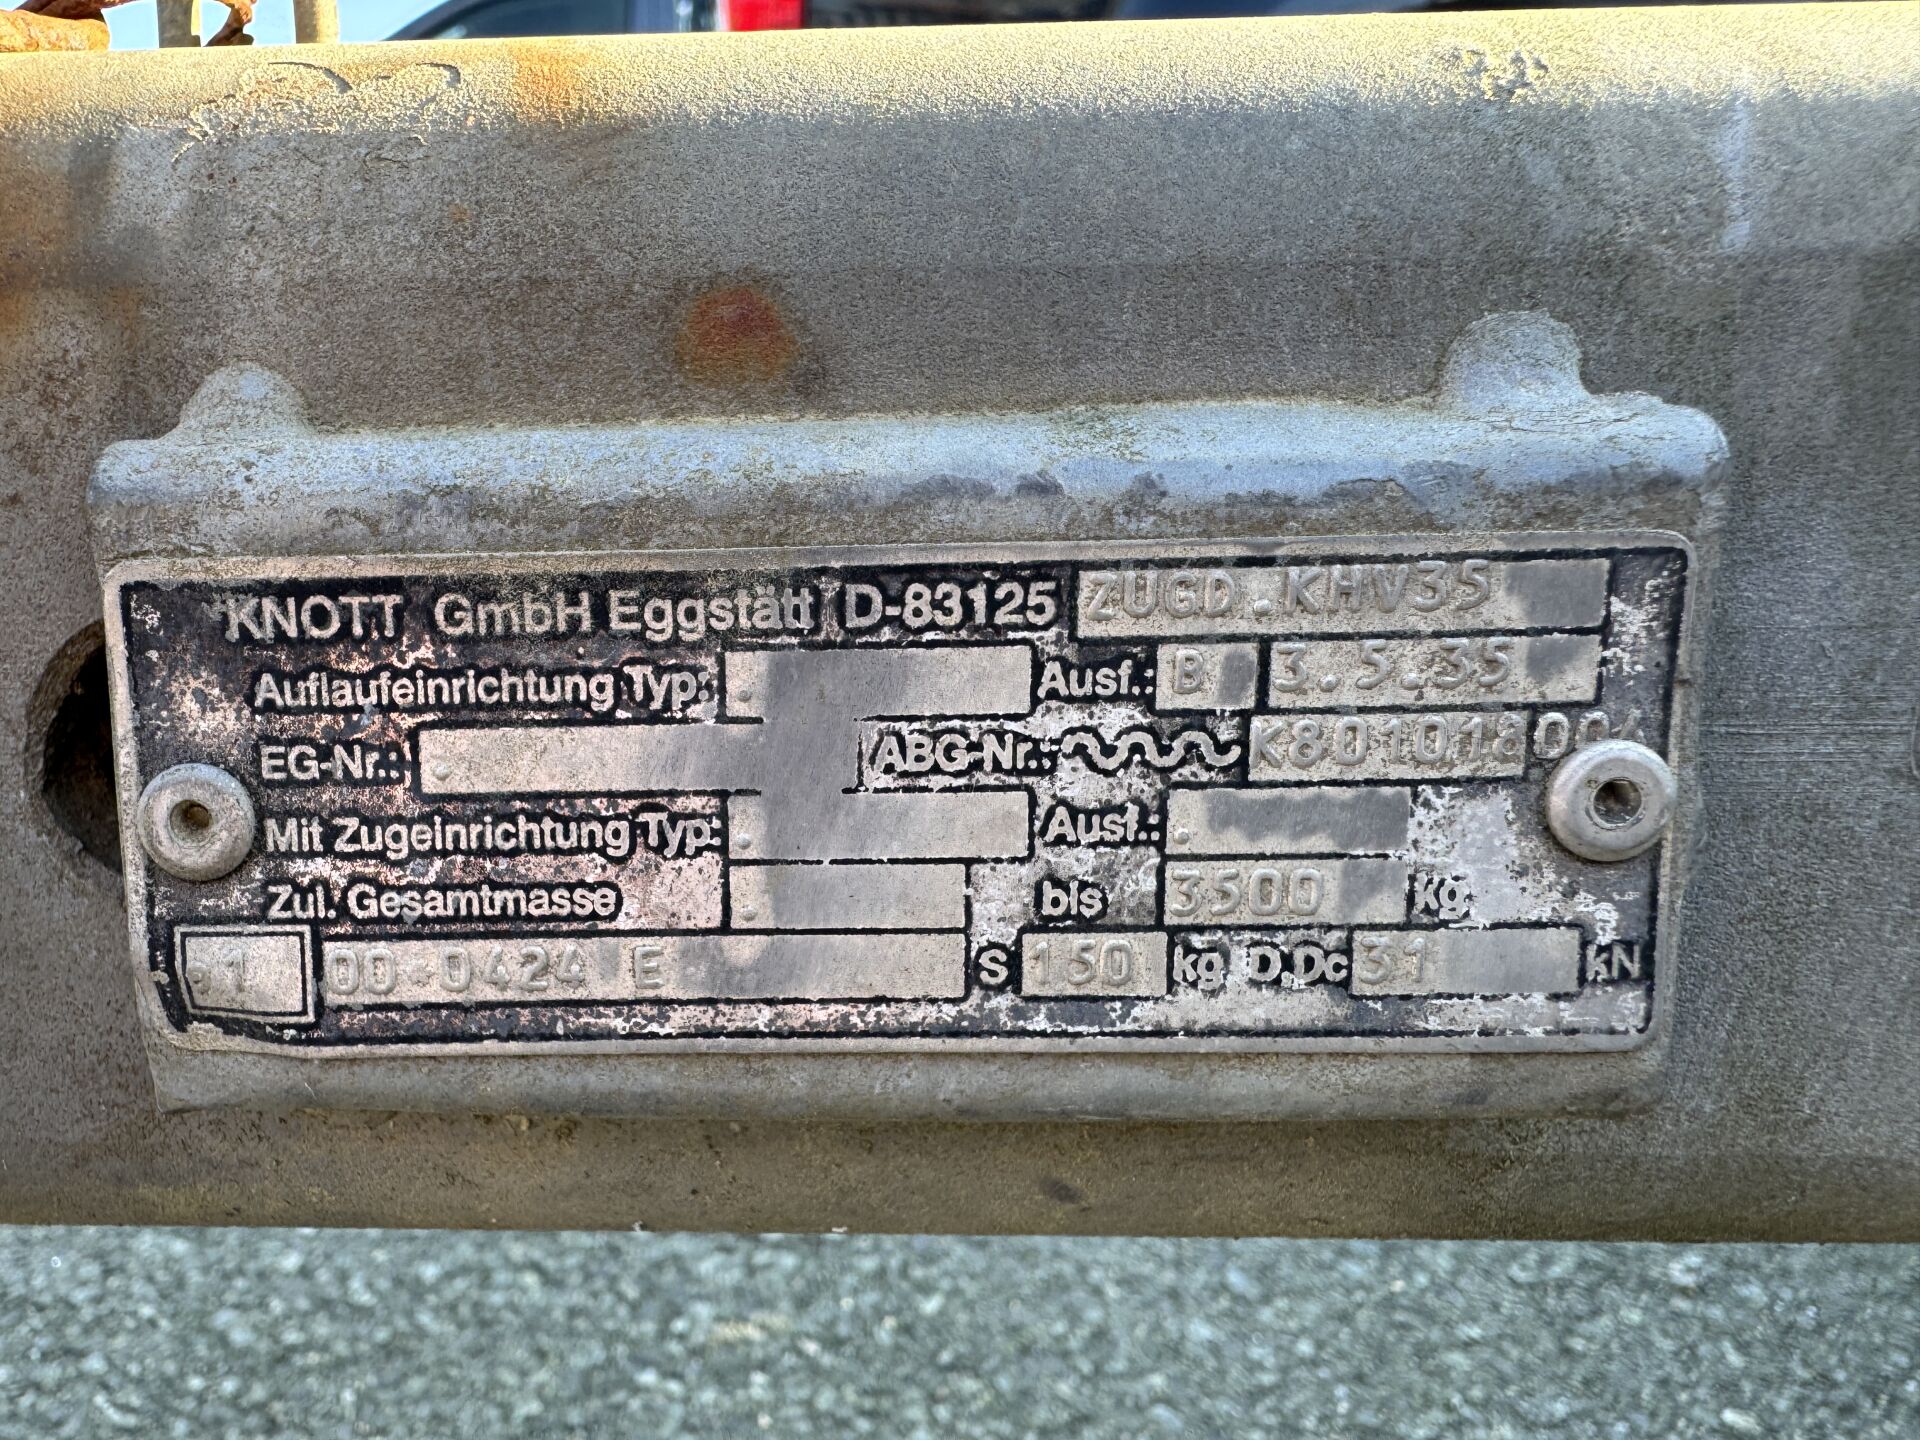 KNOTT GmbH Eggstätt D-83125 ZUGD.KHV35
Auflaufeinrichtung Typ: . Ausf.: B 3.5.35
EG-Nr.: . ABG-Nr.:
Mit Zugeinrichtung Typ: . Ausf.: .
Zul. Gesamtmasse . bis 3500 kg
e1 00-0424 E S 150 kg D,Dc 31 kN